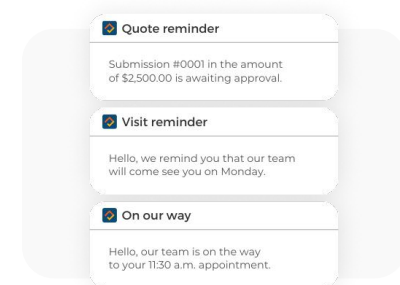 Quote reminder
Submission #0001 in the amount
of $2,500.00 is awaiting approval.
Visit reminder
Hello, we remind you that our team
will come see you on Monday.
On our way
Hello, our team is on the way
to your 11:30 a.m. appointment.